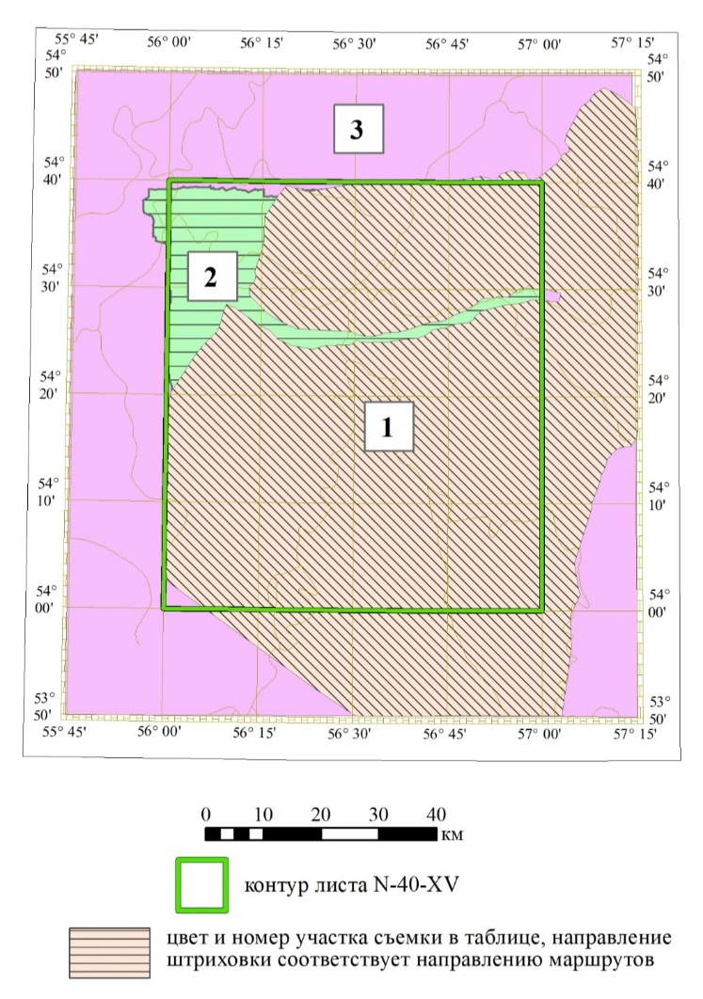 55° 45' 56° 00' 56° 15' 56° 30' 56° 45' 57° 00' 57° 15'
54° 54°
50' 50'
3
54° 54°
40' 40'
2
54° 54°
30' 30'
54° 54°
20' 20'
1
54° 54°
10' 10'
54° 54°
00' 00'
53° 53°
50' 50'
55° 45' 56° 00' 56° 15' 56° 30' 56° 45' 57° 00' 57° 15'
0 10 20 30 40
км
контур листа N-40-XV
цвет и номер участка съемки в таблице, направление
штриховки соответствует направлению маршрутов